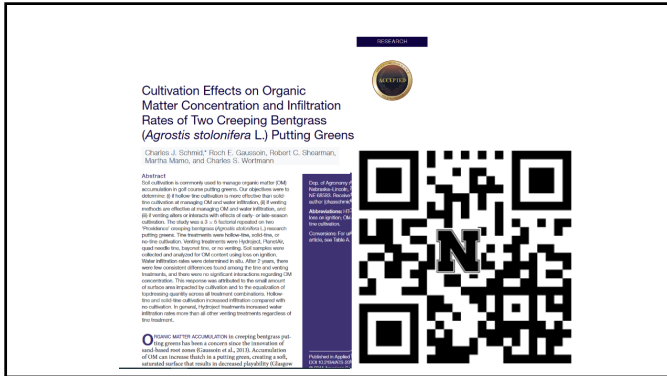 RESEARCH
ACCEPTED
Cultivation Effects on Organic
Matter Concentration and Infiltration
Rates of Two Creeping Bentgrass
(Agrostis stolonifera L.) Putting Greens
Charles J. Schmid,* Roch E. Gaussoin, Robert C. Shearman,
Martha Mamo, and Charles S. Wortmann
Abstract
Soil cultivation is commonly used to manage organic matter (OM)
accumulation in golf course putting greens. Our objectives were to
determine: (i) if hollow-tine cultivation is more effective than solid-
tine cultivation at managing OM and water infiltration, (ii) if venting
methods are effective at managing OM and water infiltration, and
(iii) if venting alters or interacts with effects of early- or late-season
cultivation. The study was a 3 × 5 factorial repeated on two
'Providence' creeping bentgrass (Agrostis stolonifera L.) research
putting greens. Tine treatments were hollow-tine, solid-tine, or
no-tine cultivation. Venting treatments were Hydroject, PlanetAir,
quad needle tine, bayonet tine, or no venting. Soil samples were
collected and analyzed for OM content using loss on ignition.
Water infiltration rates were determined in situ. After 2 years, there
were few consistent differences found among the tine and venting
treatments, and there were no significant interactions regarding OM
concentration. This response was attributed to the small amount
of surface area impacted by cultivation and to the equalization of
topdressing quantity across all treatment combinations. Hollow-
tine and solid-tine cultivation increased infiltration compared with
no cultivation. In general, Hydroject treatments increased water
infiltration rates more than all other venting treatments regardless of
tine treatment.
ORGANIC MATTER ACCUMULATION in creeping bentgrass put-
ting greens has been a concern since the innovation of
sand-based root zones (Gaussoin et al., 2013). Accumulation
of OM can increase thatch in a putting green, creating a soft,
saturated surface that results in decreased playability (Glasgow
Dep. of Agronomy
Nebraska-Lincoln,
NE 68583. Receive
author
Abbreviations:
loss on ignition; OM
tine cultivation.
Conversions: For
article, see Table A.
Published in Applied
DOI
N